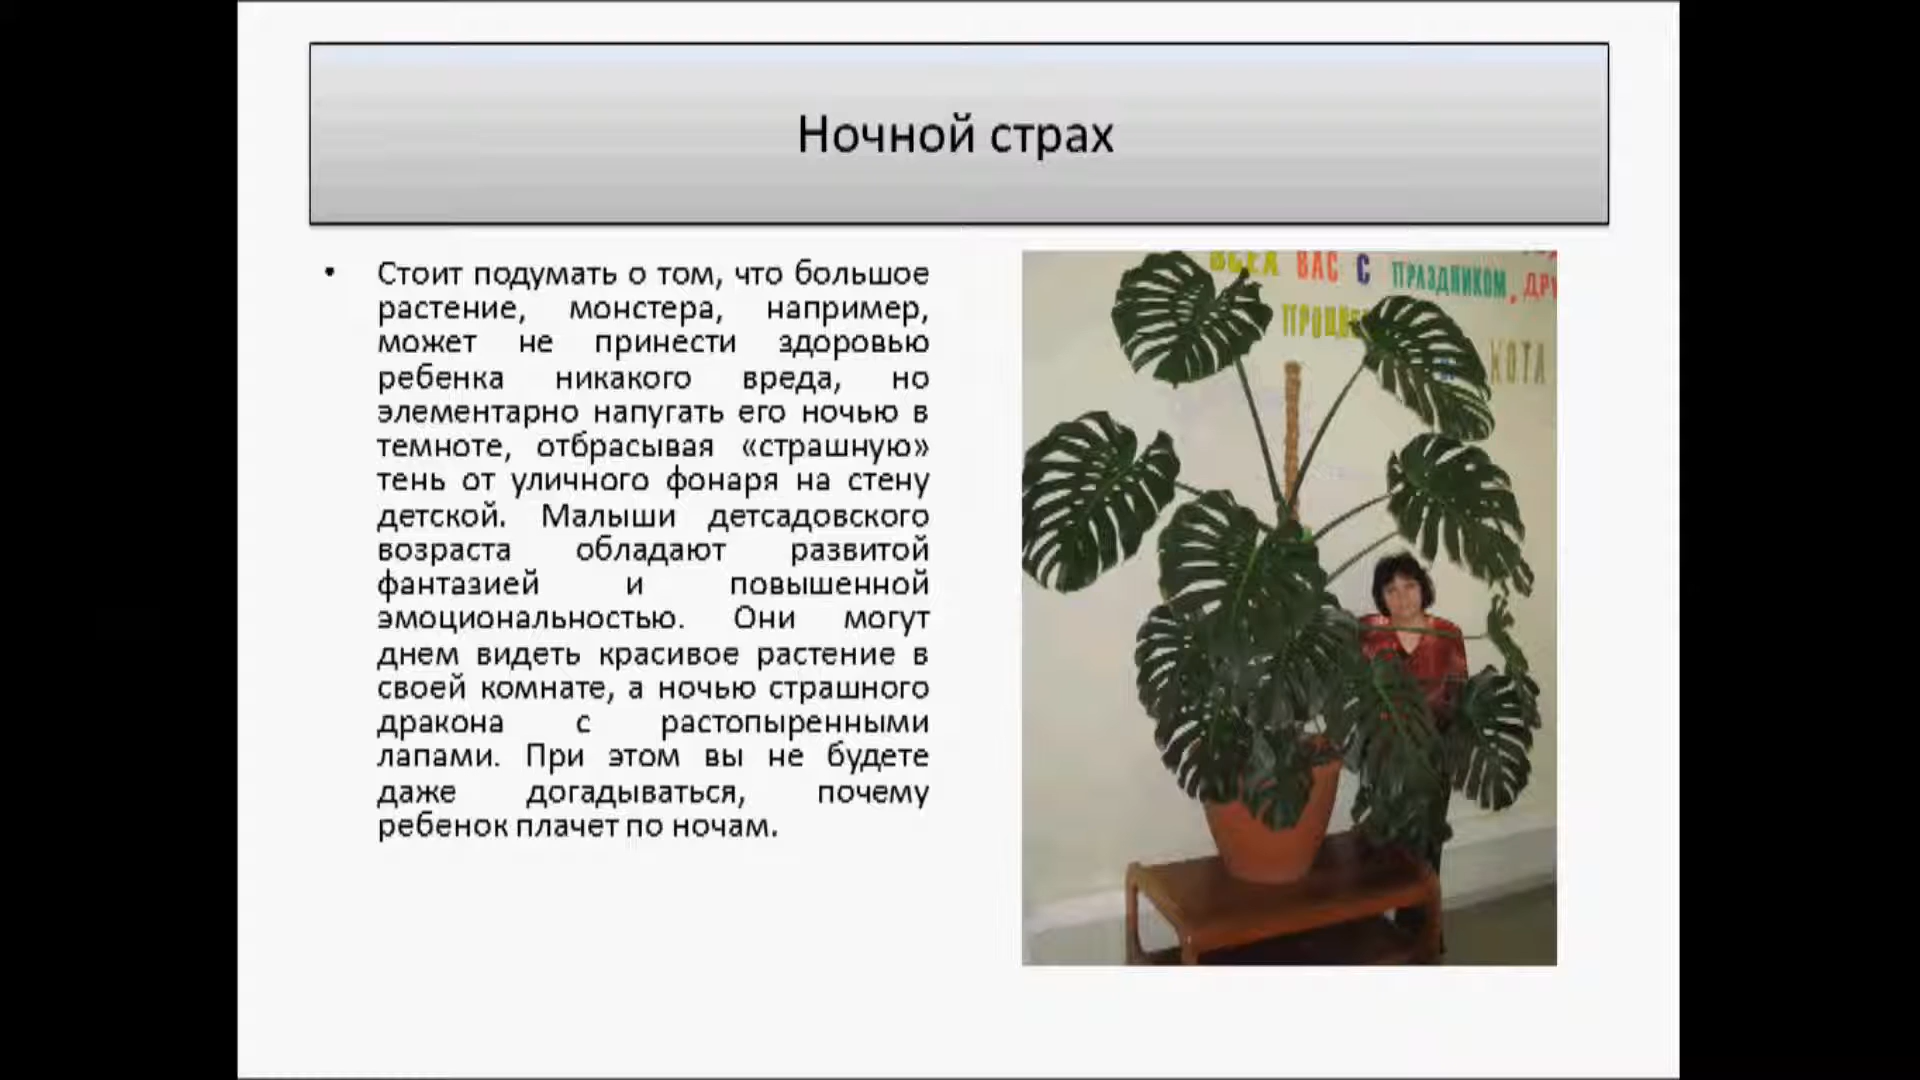 Ночной страх
• Стоит подумать о том, что большое
растение, монстера, например,
может не принести здоровью
ребенка никакого вреда, но
элементарно напугать его ночью в
темноте, отбрасывая «страшную»
тень от уличного фонаря на стену
детской. Малыши детсадовского
возраста обладают развитой
фантазией и повышенной
эмоциональностью. Они могут
днем видеть красивое растение в
своей комнате, а ночью страшного
дракона с растопыренными
лапами. При этом вы не будете
даже догадываться, почему
ребенок плачет по ночам.
ВАС С ПРАЗДНИКОМ,